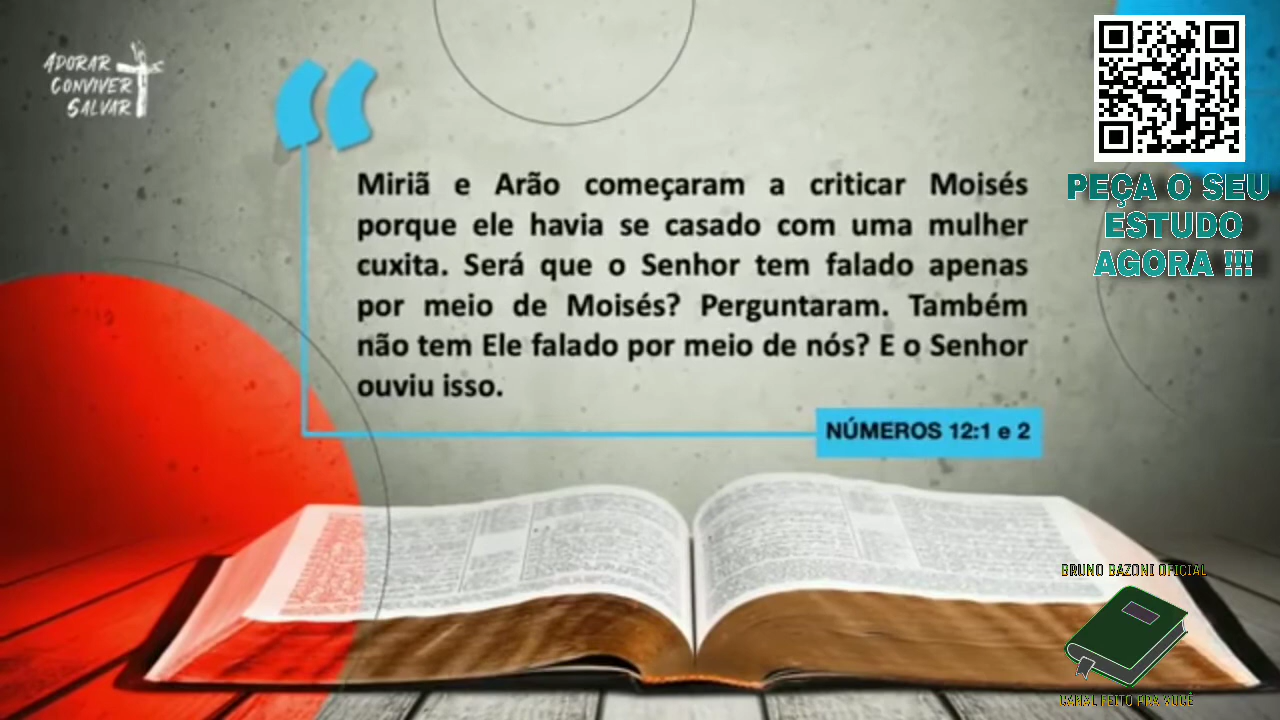 ADORAR
CONVIVER
SALVAR
Miriã e Arão começaram a criticar Moisés
porque ele havia se casado com uma mulher
cuxita. Será que o Senhor tem falado apenas
por meio de Moisés? Perguntaram. Também
não tem Ele falado por meio de nós? E o Senhor
ouviu isso.
NÚMEROS 12:1 e 2
PEÇA O SEU
ESTUDO
AGORA !!!
BRUNO BAZONI OFICIAL
CANAL FEITO PRA VOCÊ